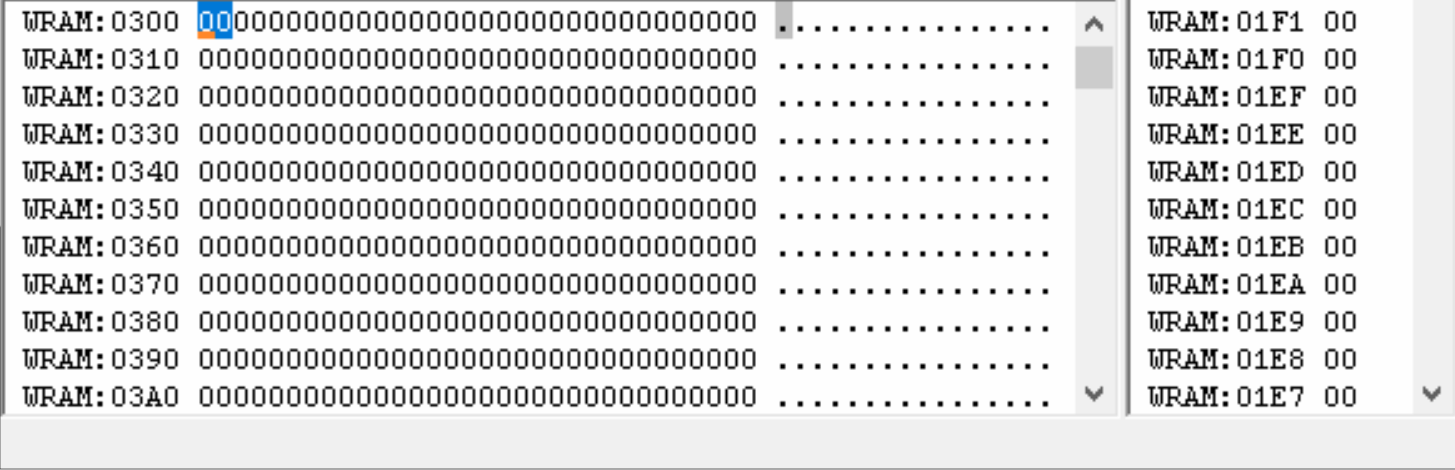 WRAM:0300 00000000000000000000000000000000 ................
WRAM:0310 00000000000000000000000000000000 ................
WRAM:0320 00000000000000000000000000000000 ................
WRAM:0330 00000000000000000000000000000000 ................
WRAM:0340 00000000000000000000000000000000 ................
WRAM:0350 00000000000000000000000000000000 ................
WRAM:0360 00000000000000000000000000000000 ................
WRAM:0370 00000000000000000000000000000000 ................
WRAM:0380 00000000000000000000000000000000 ................
WRAM:0390 00000000000000000000000000000000 ................
WRAM:03A0 00000000000000000000000000000000 ................
WRAM:01F1 00
WRAM:01F0 00
WRAM:01EF 00
WRAM:01EE 00
WRAM:01ED 00
WRAM:01EC 00
WRAM:01EB 00
WRAM:01EA 00
WRAM:01E9 00
WRAM:01E8 00
WRAM:01E7 00